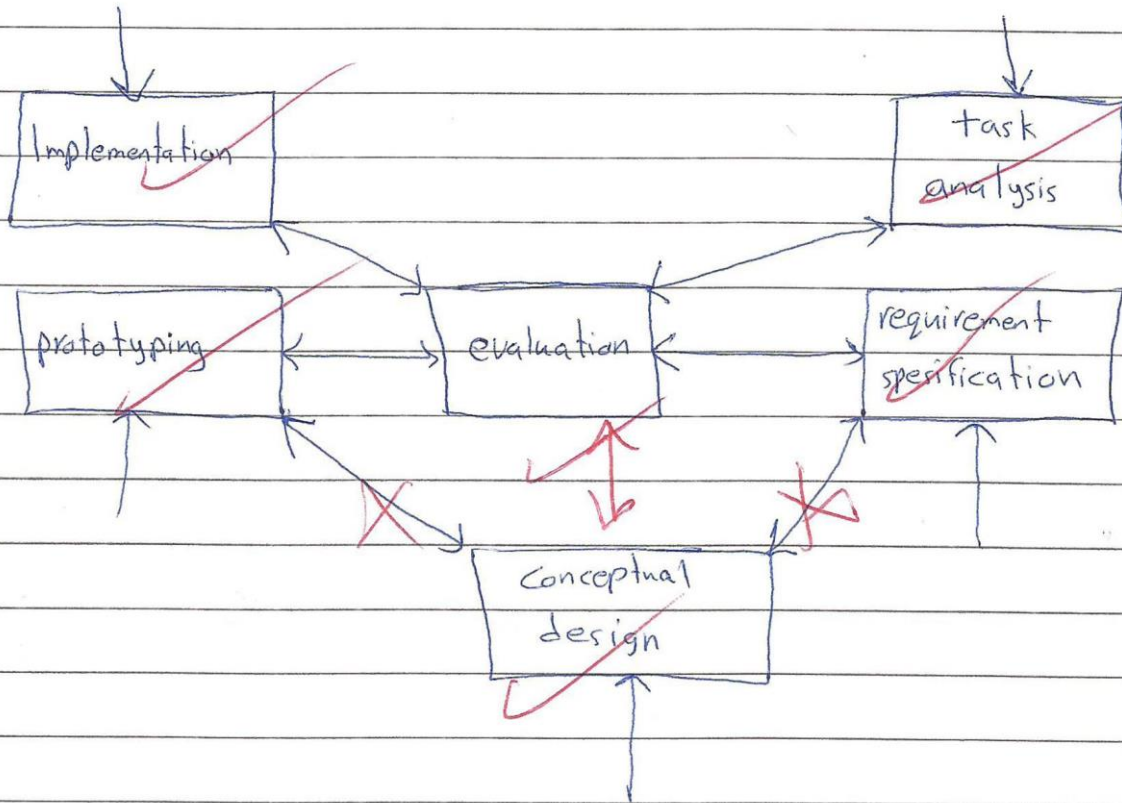 Implementation
task
analysis
prototyping
evaluation
requirement
spesification
conceptual
design